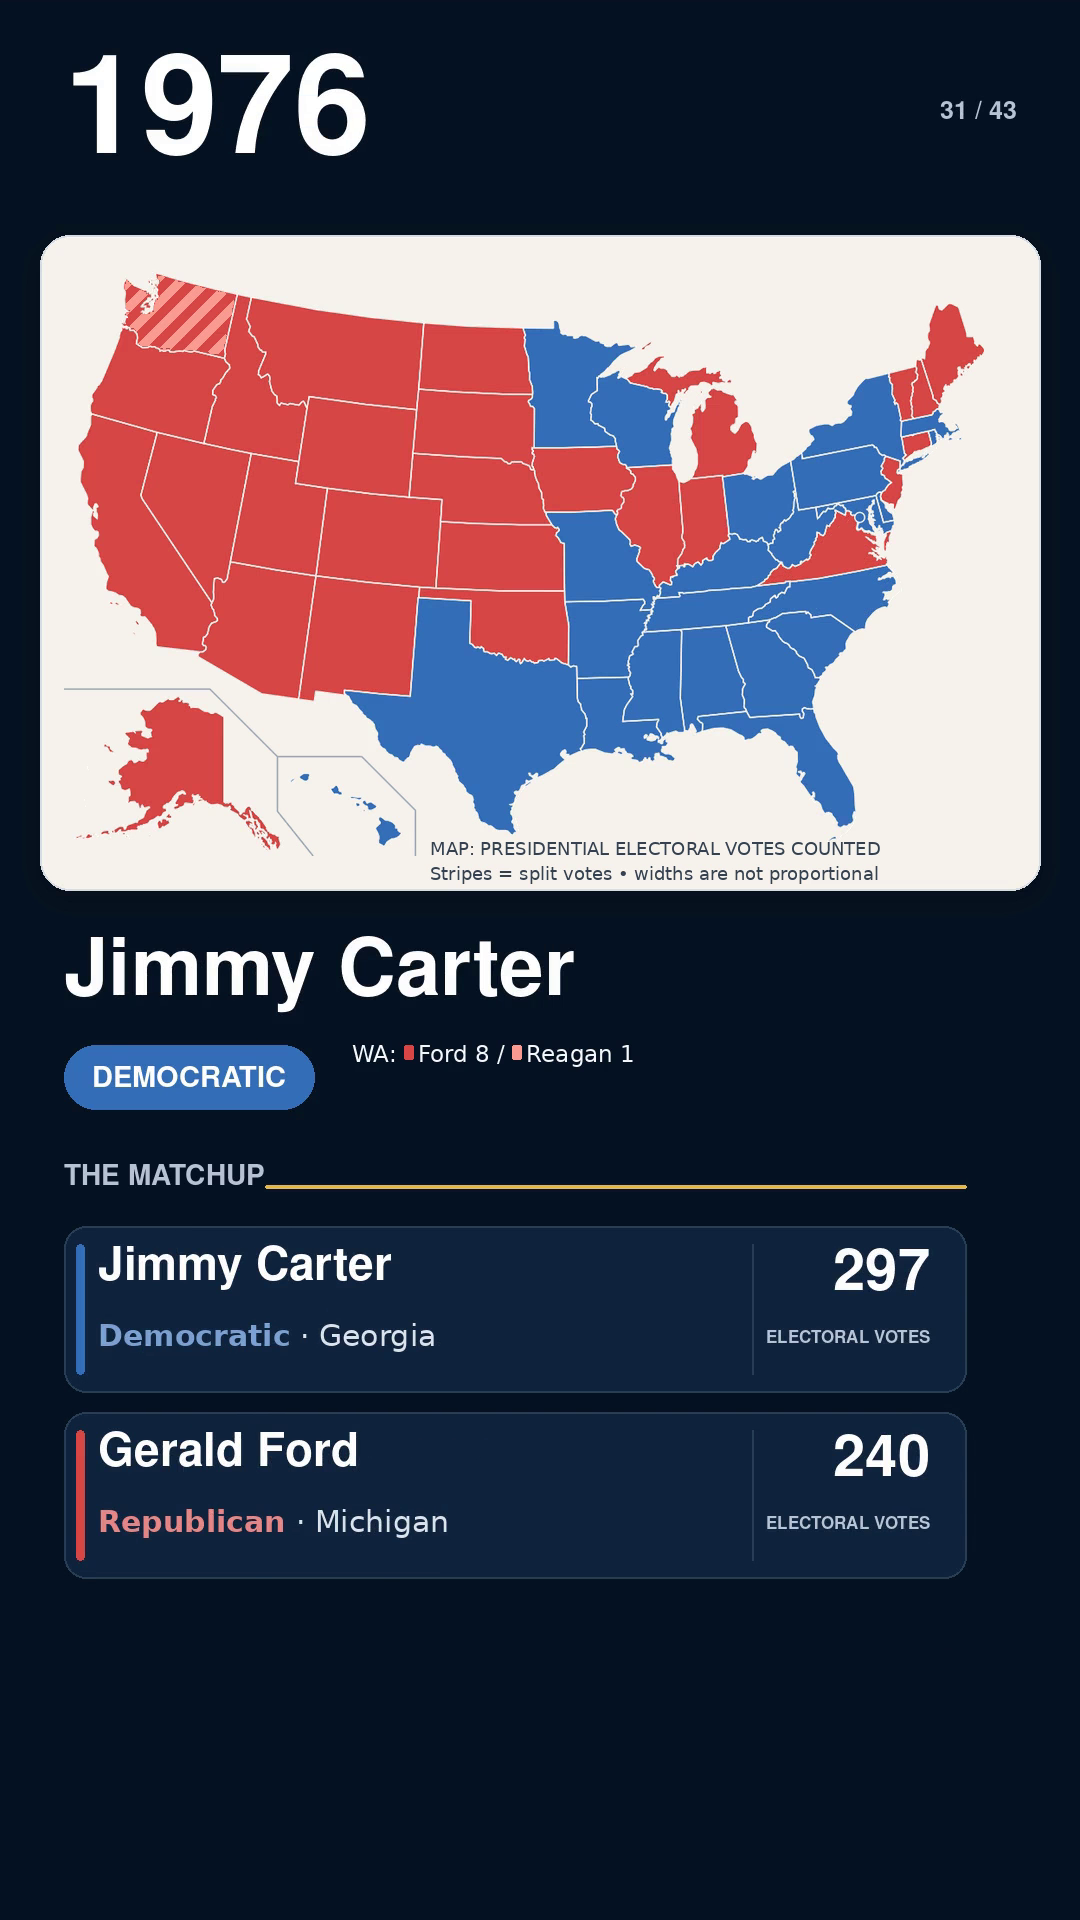 1976
31 / 43
MAP: PRESIDENTIAL ELECTORAL VOTES COUNTED
Stripes = split votes • widths are not proportional
Jimmy Carter
DEMOCRATIC
WA: Ford 8 / Reagan 1
THE MATCHUP
Jimmy Carter
297
Democratic · Georgia
ELECTORAL VOTES
Gerald Ford
240
Republican · Michigan
ELECTORAL VOTES